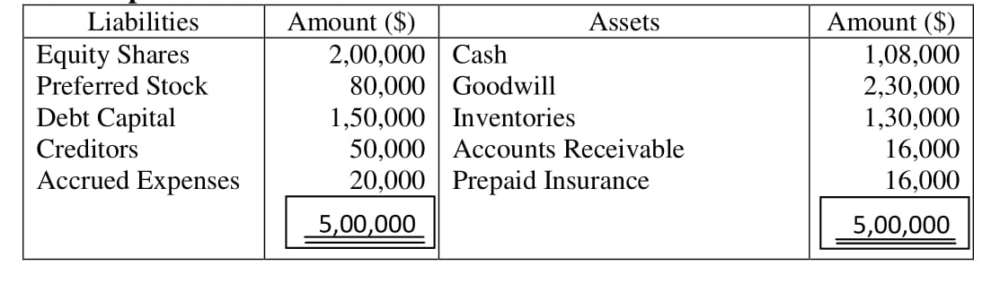 Liabilities Amount ($) Assets Amount ($)
Equity Shares 2,00,000 Cash 1,08,000
Preferred Stock 80,000 Goodwill 2,30,000
Debt Capital 1,50,000 Inventories 1,30,000
Creditors 50,000 Accounts Receivable 16,000
Accrued Expenses 20,000 Prepaid Insurance 16,000
5,00,000 5,00,000